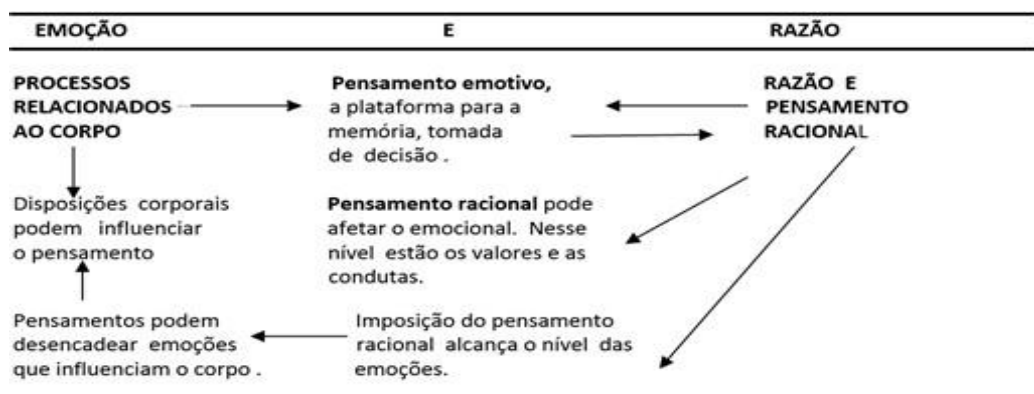 EMOÇÃO E RAZÃO
PROCESSOS
RELACIONADOS
AO CORPO
Pensamento emotivo,
a plataforma para a
memória, tomada
de decisão .
RAZÃO E
PENSAMENTO
RACIONAL
Disposições corporais
podem influenciar
o pensamento
Pensamento racional pode
afetar o emocional. Nesse
nível estão os valores e as
condutas.
Pensamentos podem
desencadear emoções
que influenciam o corpo .
Imposição do pensamento
racional alcança o nível das
emoções.